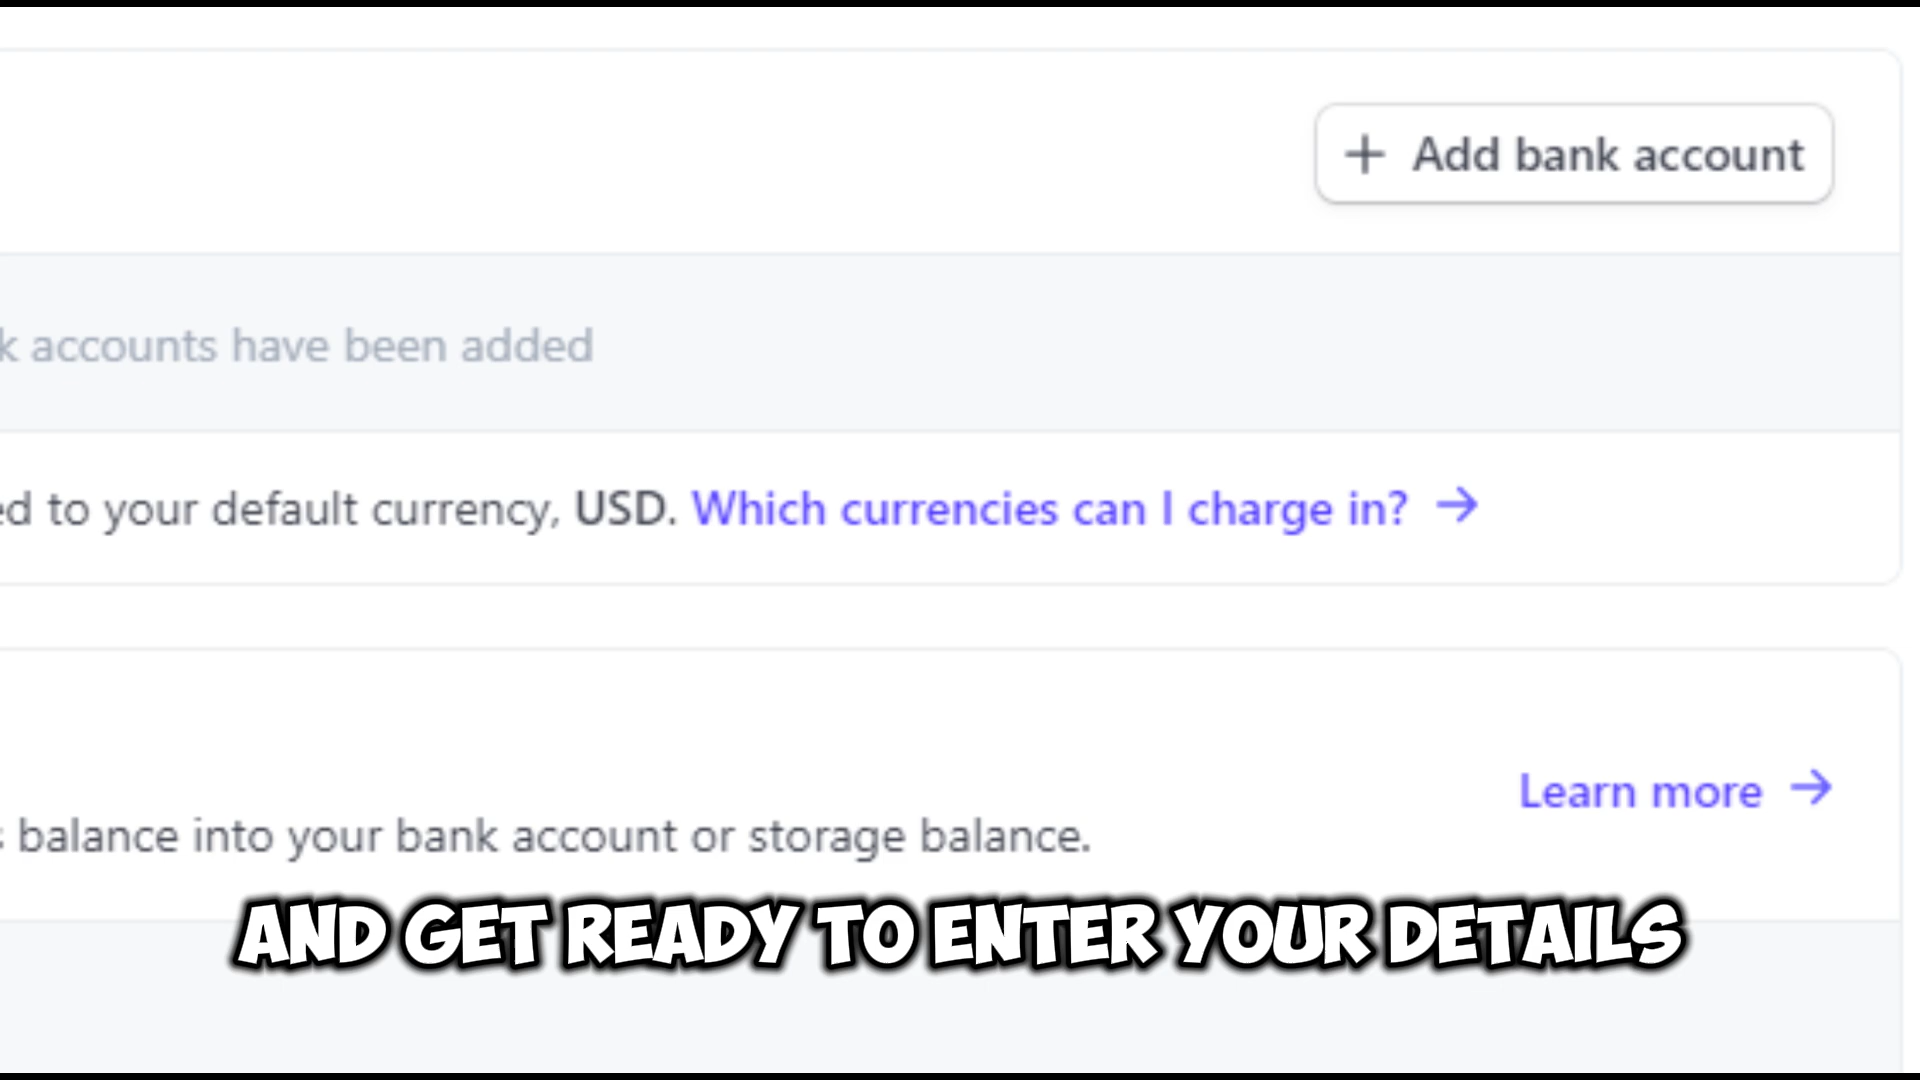 + Add bank account
k accounts have been added
ed to your default currency, USD. Which currencies can I charge in? →
Learn more →
s balance into your bank account or storage balance.
AND GET READY TO ENTER YOUR DETAILS